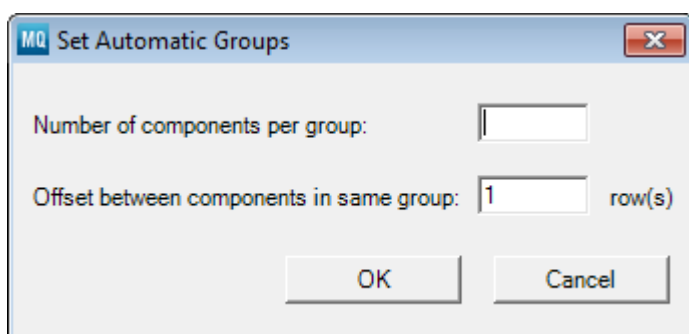 MQ Set Automatic Groups
Number of components per group:
Offset between components in same group: 1 row(s)
OK Cancel